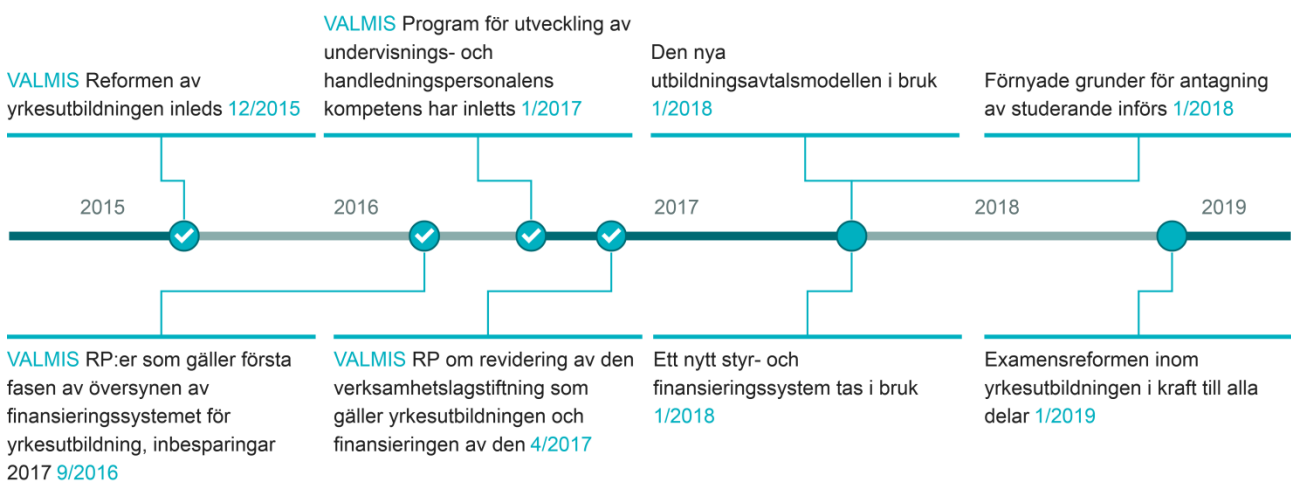 VALMIS Reformen av
yrkesutbildningen inleds 12/2015
VALMIS Program för utveckling av
undervisnings- och
handledningspersonalens
kompetens har inletts 1/2017
Den nya
utbildningsavtalsmodellen i bruk
1/2018
Förnyade grunder för antagning
av studerande införs 1/2018
2015
2016
2017
2018
2019
VALMIS RP:er som gäller första
fasen av översynen av
finansieringssystemet för
yrkesutbildning, inbesparingar
2017 9/2016
VALMIS RP om revidering av den
verksamhetslagstiftning som
gäller yrkesutbildningen och
finansieringen av den 4/2017
Ett nytt styr- och
finansieringssystem tas i bruk
1/2018
Examensreformen inom
yrkesutbildningen i kraft till alla
delar 1/2019